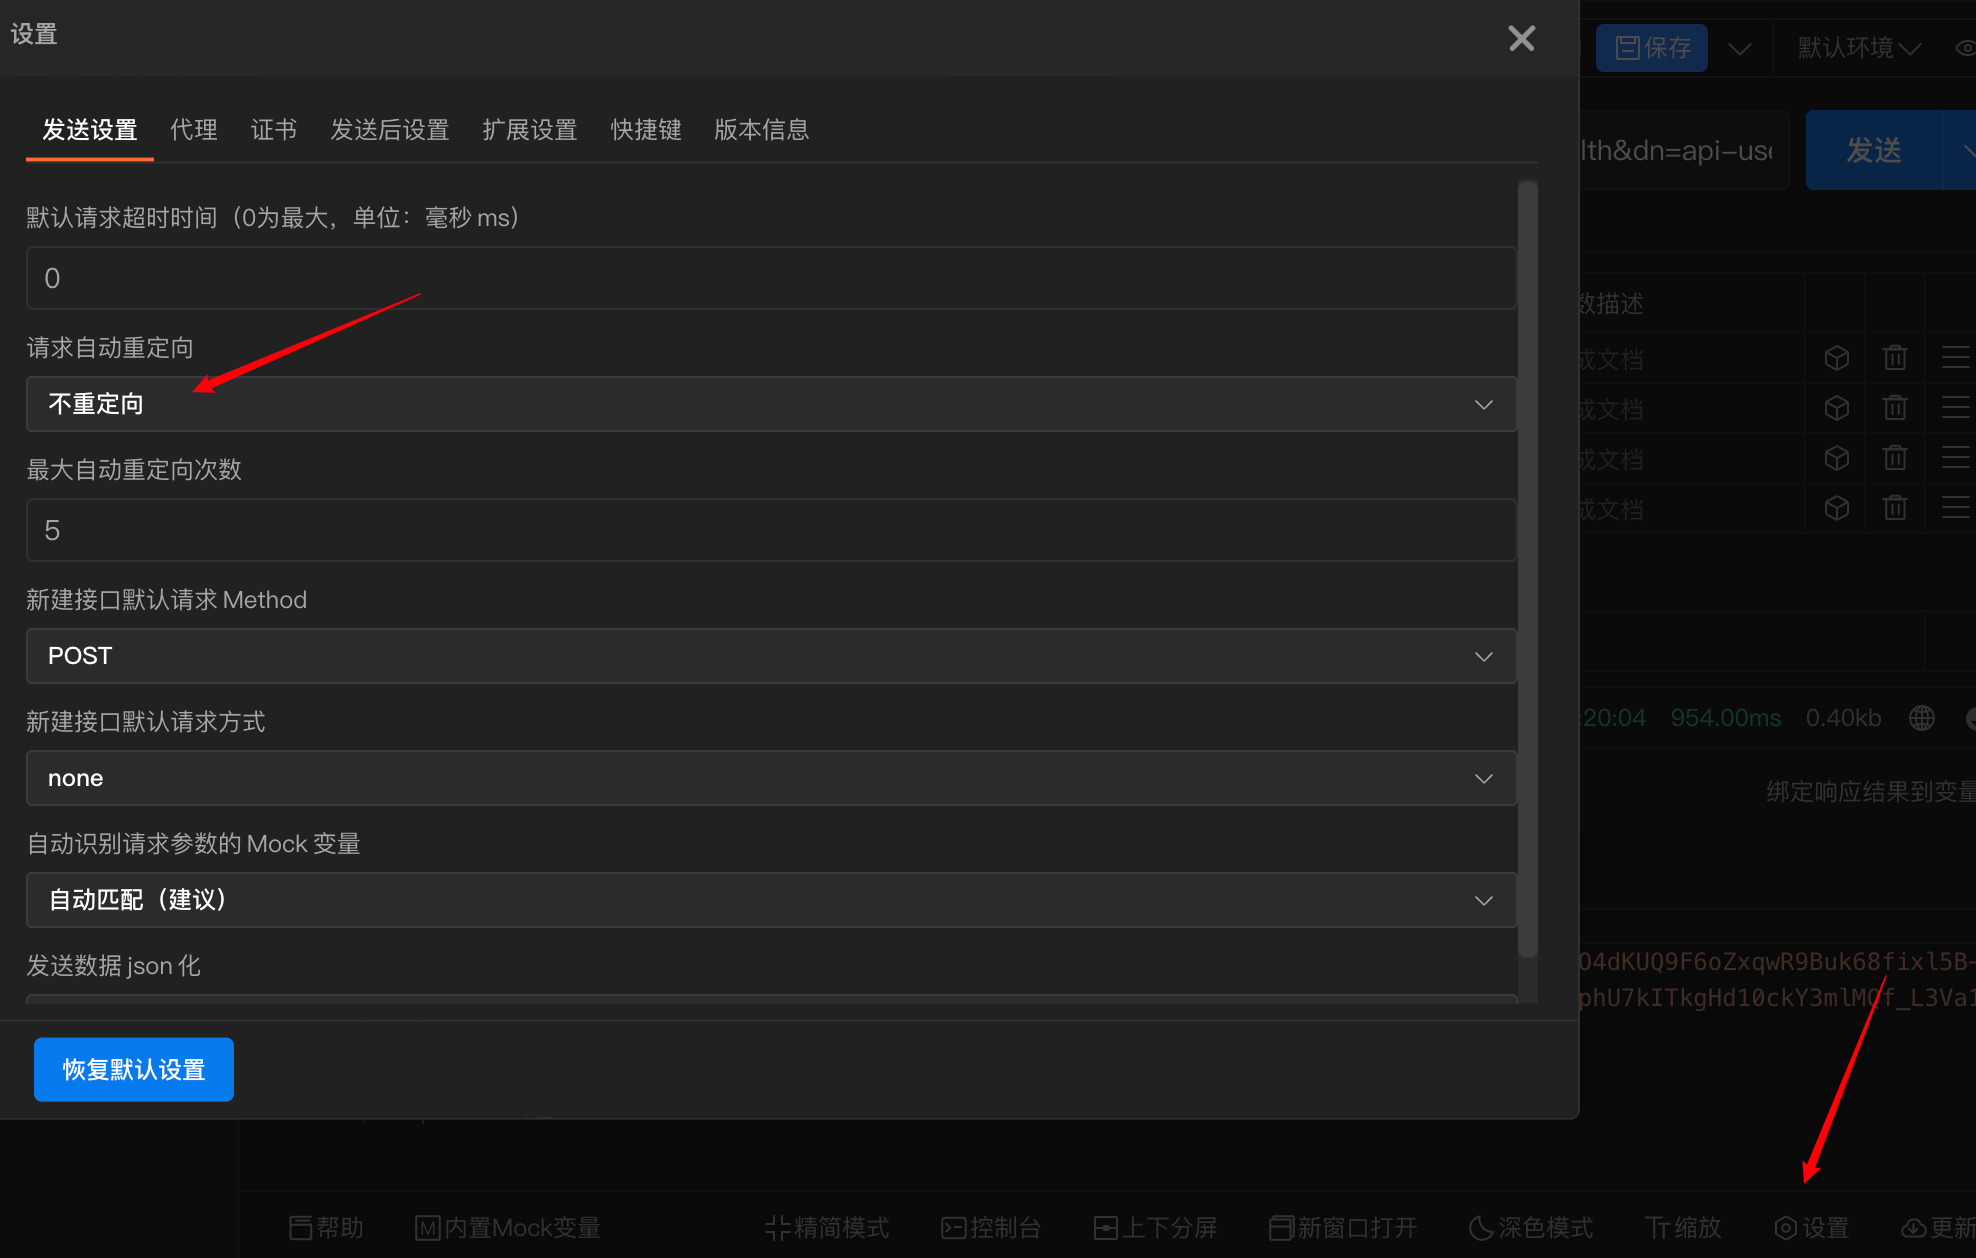 设置
保存
默认环境
发送设置 代理 证书 发送后设置 扩展设置 快捷键 版本信息
lth&dn=api-use
发送
默认请求超时时间（0为最大，单位：毫秒 ms）
0
数描述
请求自动重定向
成文档
不重定向
成文档
最大自动重定向次数
成文档
5
成文档
新建接口默认请求 Method
POST
新建接口默认请求方式
:20:04 954.00ms 0.40kb
none
绑定响应结果到变量
自动识别请求参数的 Mock 变量
自动匹配（建议）
发送数据 json 化
O4dKUQ9F6oZxqwR9Buk68fixl5B-
phU7kITkgHd10ckY3mlMQf_L3Va1
恢复默认设置
帮助 内置Mock变量 精简模式 控制台 上下分屏 新窗口打开 深色模式 缩放 设置 更新